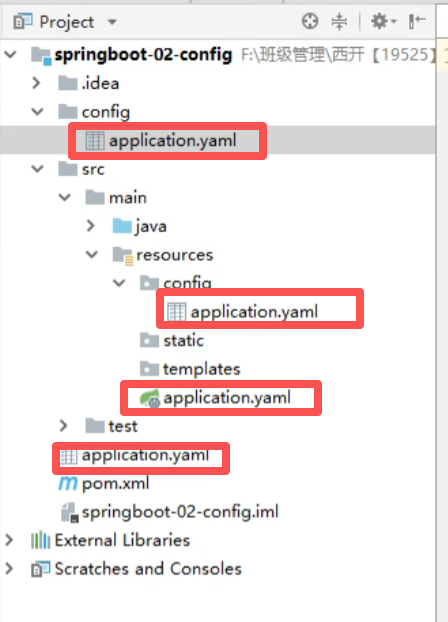 Project
springboot-02-config F:\班级管理\西开【19525】
.idea
config
application.yaml
src
main
java
resources
config
application.yaml
static
templates
application.yaml
test
application.yaml
pom.xml
springboot-02-config.iml
External Libraries
Scratches and Consoles